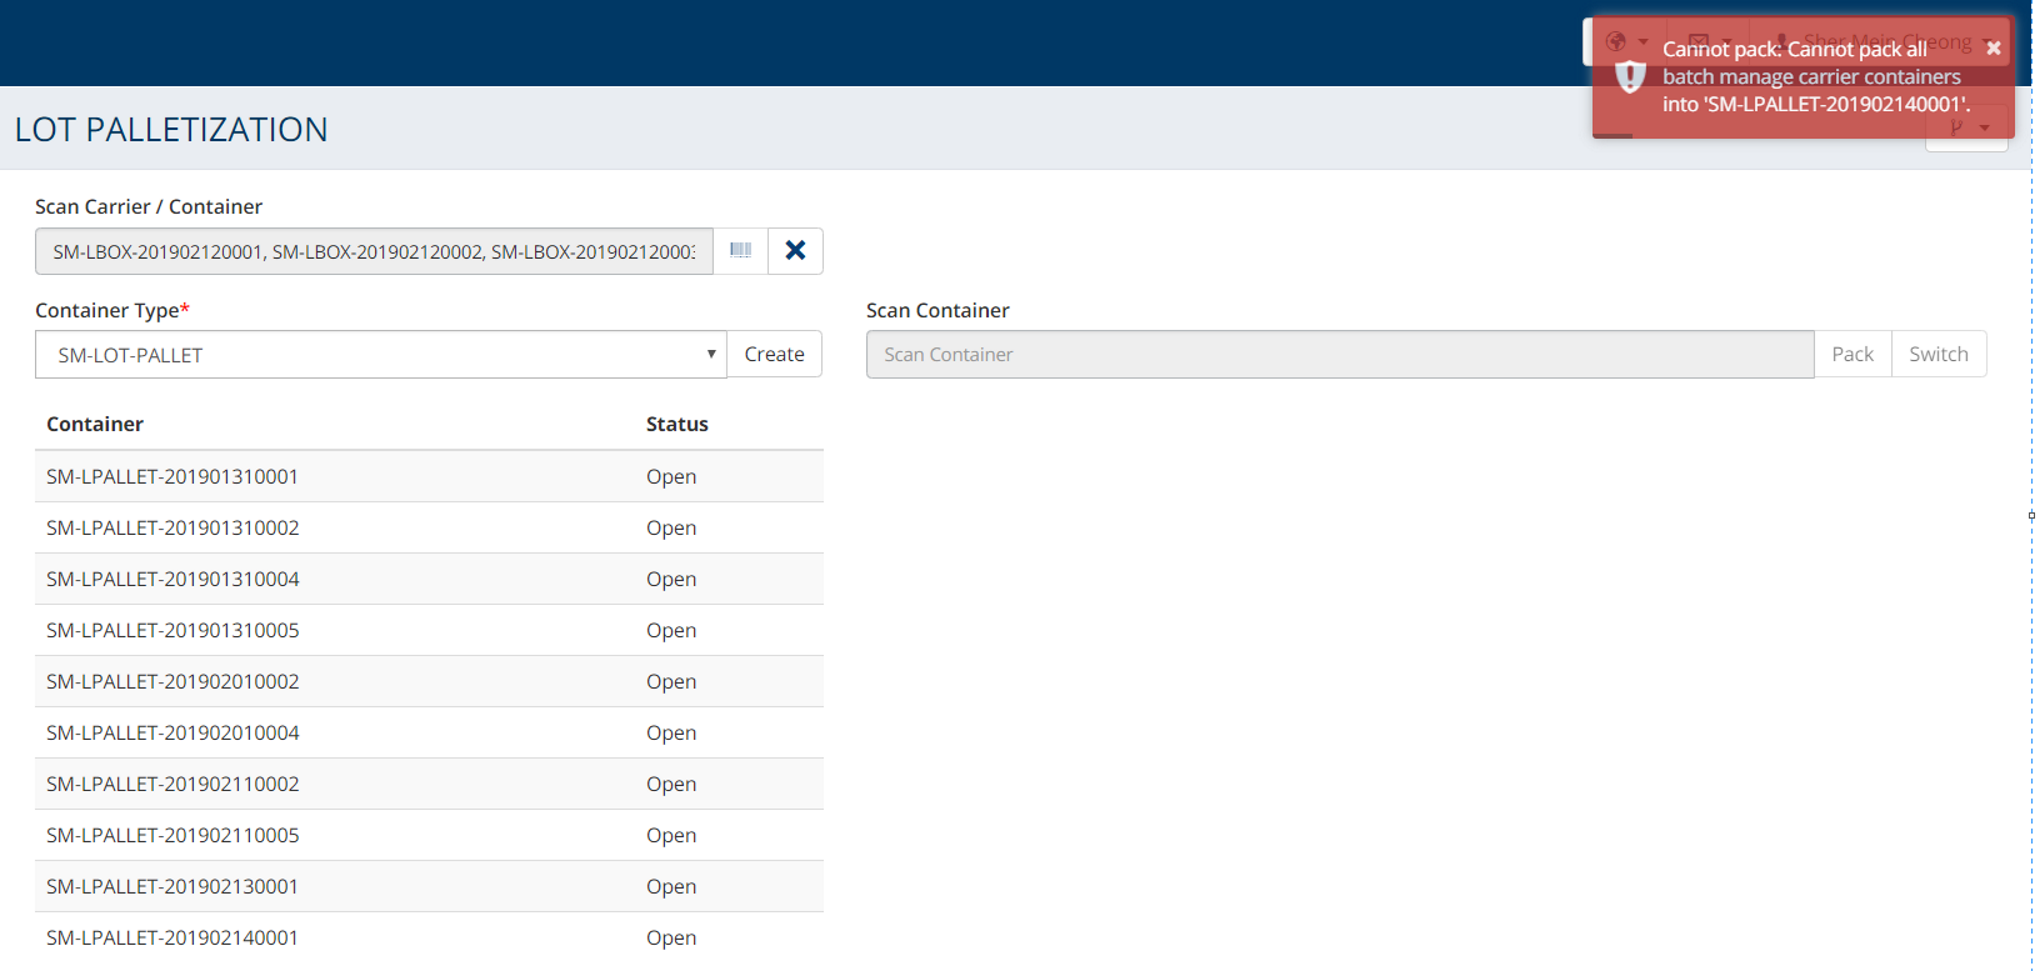 Sher Mein Cheong
Cannot pack: Cannot pack all
batch manage carrier containers
into 'SM-LPALLET-201902140001'.
LOT PALLETIZATION
Scan Carrier / Container
SM-LBOX-201902120001, SM-LBOX-201902120002, SM-LBOX-201902120003
Container Type*
Scan Container
SM-LOT-PALLET
Create
Scan Container
Pack
Switch
Container Status
SM-LPALLET-201901310001 Open
SM-LPALLET-201901310002 Open
SM-LPALLET-201901310004 Open
SM-LPALLET-201901310005 Open
SM-LPALLET-201902010002 Open
SM-LPALLET-201902010004 Open
SM-LPALLET-201902110002 Open
SM-LPALLET-201902110005 Open
SM-LPALLET-201902130001 Open
SM-LPALLET-201902140001 Open